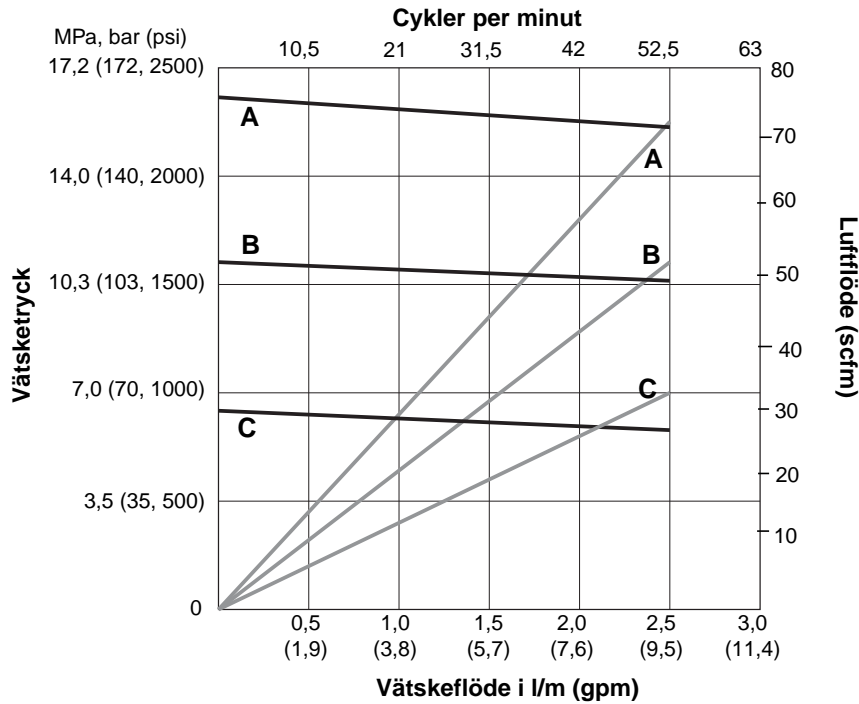 Cykler per minut
MPa, bar (psi)
10,5 21 31,5 42 52,5 63
17,2 (172, 2500)
80
A
70
A
14,0 (140, 2000)
60
B
B
50
10,3 (103, 1500)
Vätsketryck
Luftflöde (scfm)
40
7,0 (70, 1000)
C
30
C
20
3,5 (35, 500)
10
0
0,5 1,0 1,5 2,0 2,5 3,0
(1,9) (3,8) (5,7) (7,6) (9,5) (11,4)
Vätskeflöde i l/m (gpm)